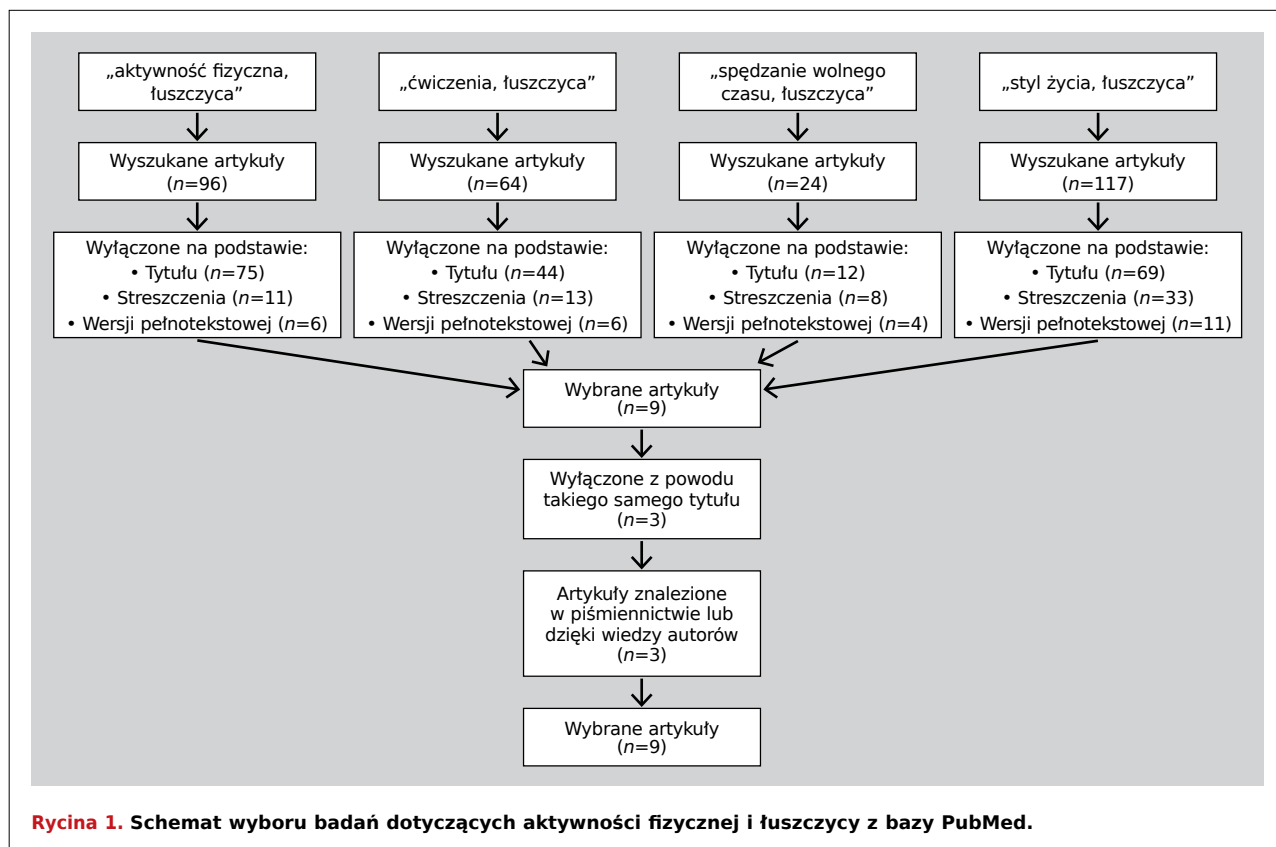 „aktywność fizyczna,
łuszczyca”
„ćwiczenia, łuszczyca”
„spędzanie wolnego
czasu, łuszczyca”
„styl życia, łuszczyca”
Wyszukane artykuły
(n=96)
Wyszukane artykuły
(n=64)
Wyszukane artykuły
(n=24)
Wyszukane artykuły
(n=117)
Wyłączone na podstawie:
• Tytułu (n=75)
• Streszczenia (n=11)
• Wersji pełnotekstowej (n=6)
Wyłączone na podstawie:
• Tytułu (n=44)
• Streszczenia (n=13)
• Wersji pełnotekstowej (n=6)
Wyłączone na podstawie:
• Tytułu (n=12)
• Streszczenia (n=8)
• Wersji pełnotekstowej (n=4)
Wyłączone na podstawie:
• Tytułu (n=69)
• Streszczenia (n=33)
• Wersji pełnotekstowej (n=11)
Wybrane artykuły
(n=9)
Wyłączone z powodu
takiego samego tytułu
(n=3)
Artykuły znalezione
w piśmiennictwie lub
dzięki wiedzy autorów
(n=3)
Wybrane artykuły
(n=9)
Rycina 1. Schemat wyboru badań dotyczących aktywności fizycznej i łuszczycy z bazy PubMed.